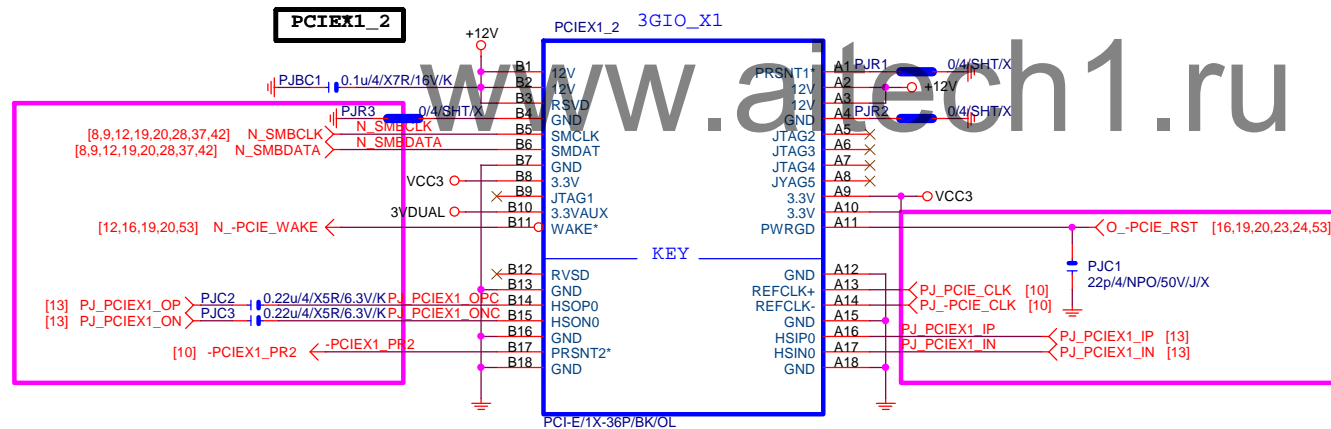 PCIEX1_2
+12V
PCIEX1_2
3GIO_X1
www.aitech1.ru
PJBC1 0.1u/4/X7R/16V/K
B1 12V PRSNT1* A1 PJR1 0/4/SHT/X
B2 12V 12V A2 +12V
B3 RSVD 12V A3
PJR3 0/4/SHT/X B4 GND GND A4 PJR2 0/4/SHT/X
[8,9,12,19,20,28,37,42] N_SMBCLK N_SMBCLK B5 SMCLK JTAG2 A5
[8,9,12,19,20,28,37,42] N_SMBDATA N_SMBDATA B6 SMDAT JTAG3 A6
B7 GND JTAG4 A7
VCC3 B8 3.3V JYAG5 A8
B9 JTAG1 3.3V A9 VCC3
3VDUAL B10 3.3VAUX 3.3V A10
[12,16,19,20,53] N_-PCIE_WAKE B11 WAKE* PWRGD A11 O_-PCIE_RST [16,19,20,23,24,53]
KEY
PJC1
22p/4/NPO/50V/J/X
B12 RVSD GND A12
B13 GND REFCLK+ A13 PJ_PCIE_CLK [10]
[13] PJ_PCIEX1_OP PJC2 0.22u/4/X5R/6.3V/K PJ_PCIEX1_OPC B14 HSOP0 REFCLK- A14 PJ_-PCIE_CLK [10]
[13] PJ_PCIEX1_ON PJC3 0.22u/4/X5R/6.3V/K PJ_PCIEX1_ONC B15 HSON0 GND A15
B16 GND HSIP0 A16 PJ_PCIEX1_IP PJ_PCIEX1_IP [13]
[10] -PCIEX1_PR2 -PCIEX1_PR2 B17 PRSNT2* HSIN0 A17 PJ_PCIEX1_IN PJ_PCIEX1_IN [13]
B18 GND GND A18
PCI-E/1X-36P/BK/OL